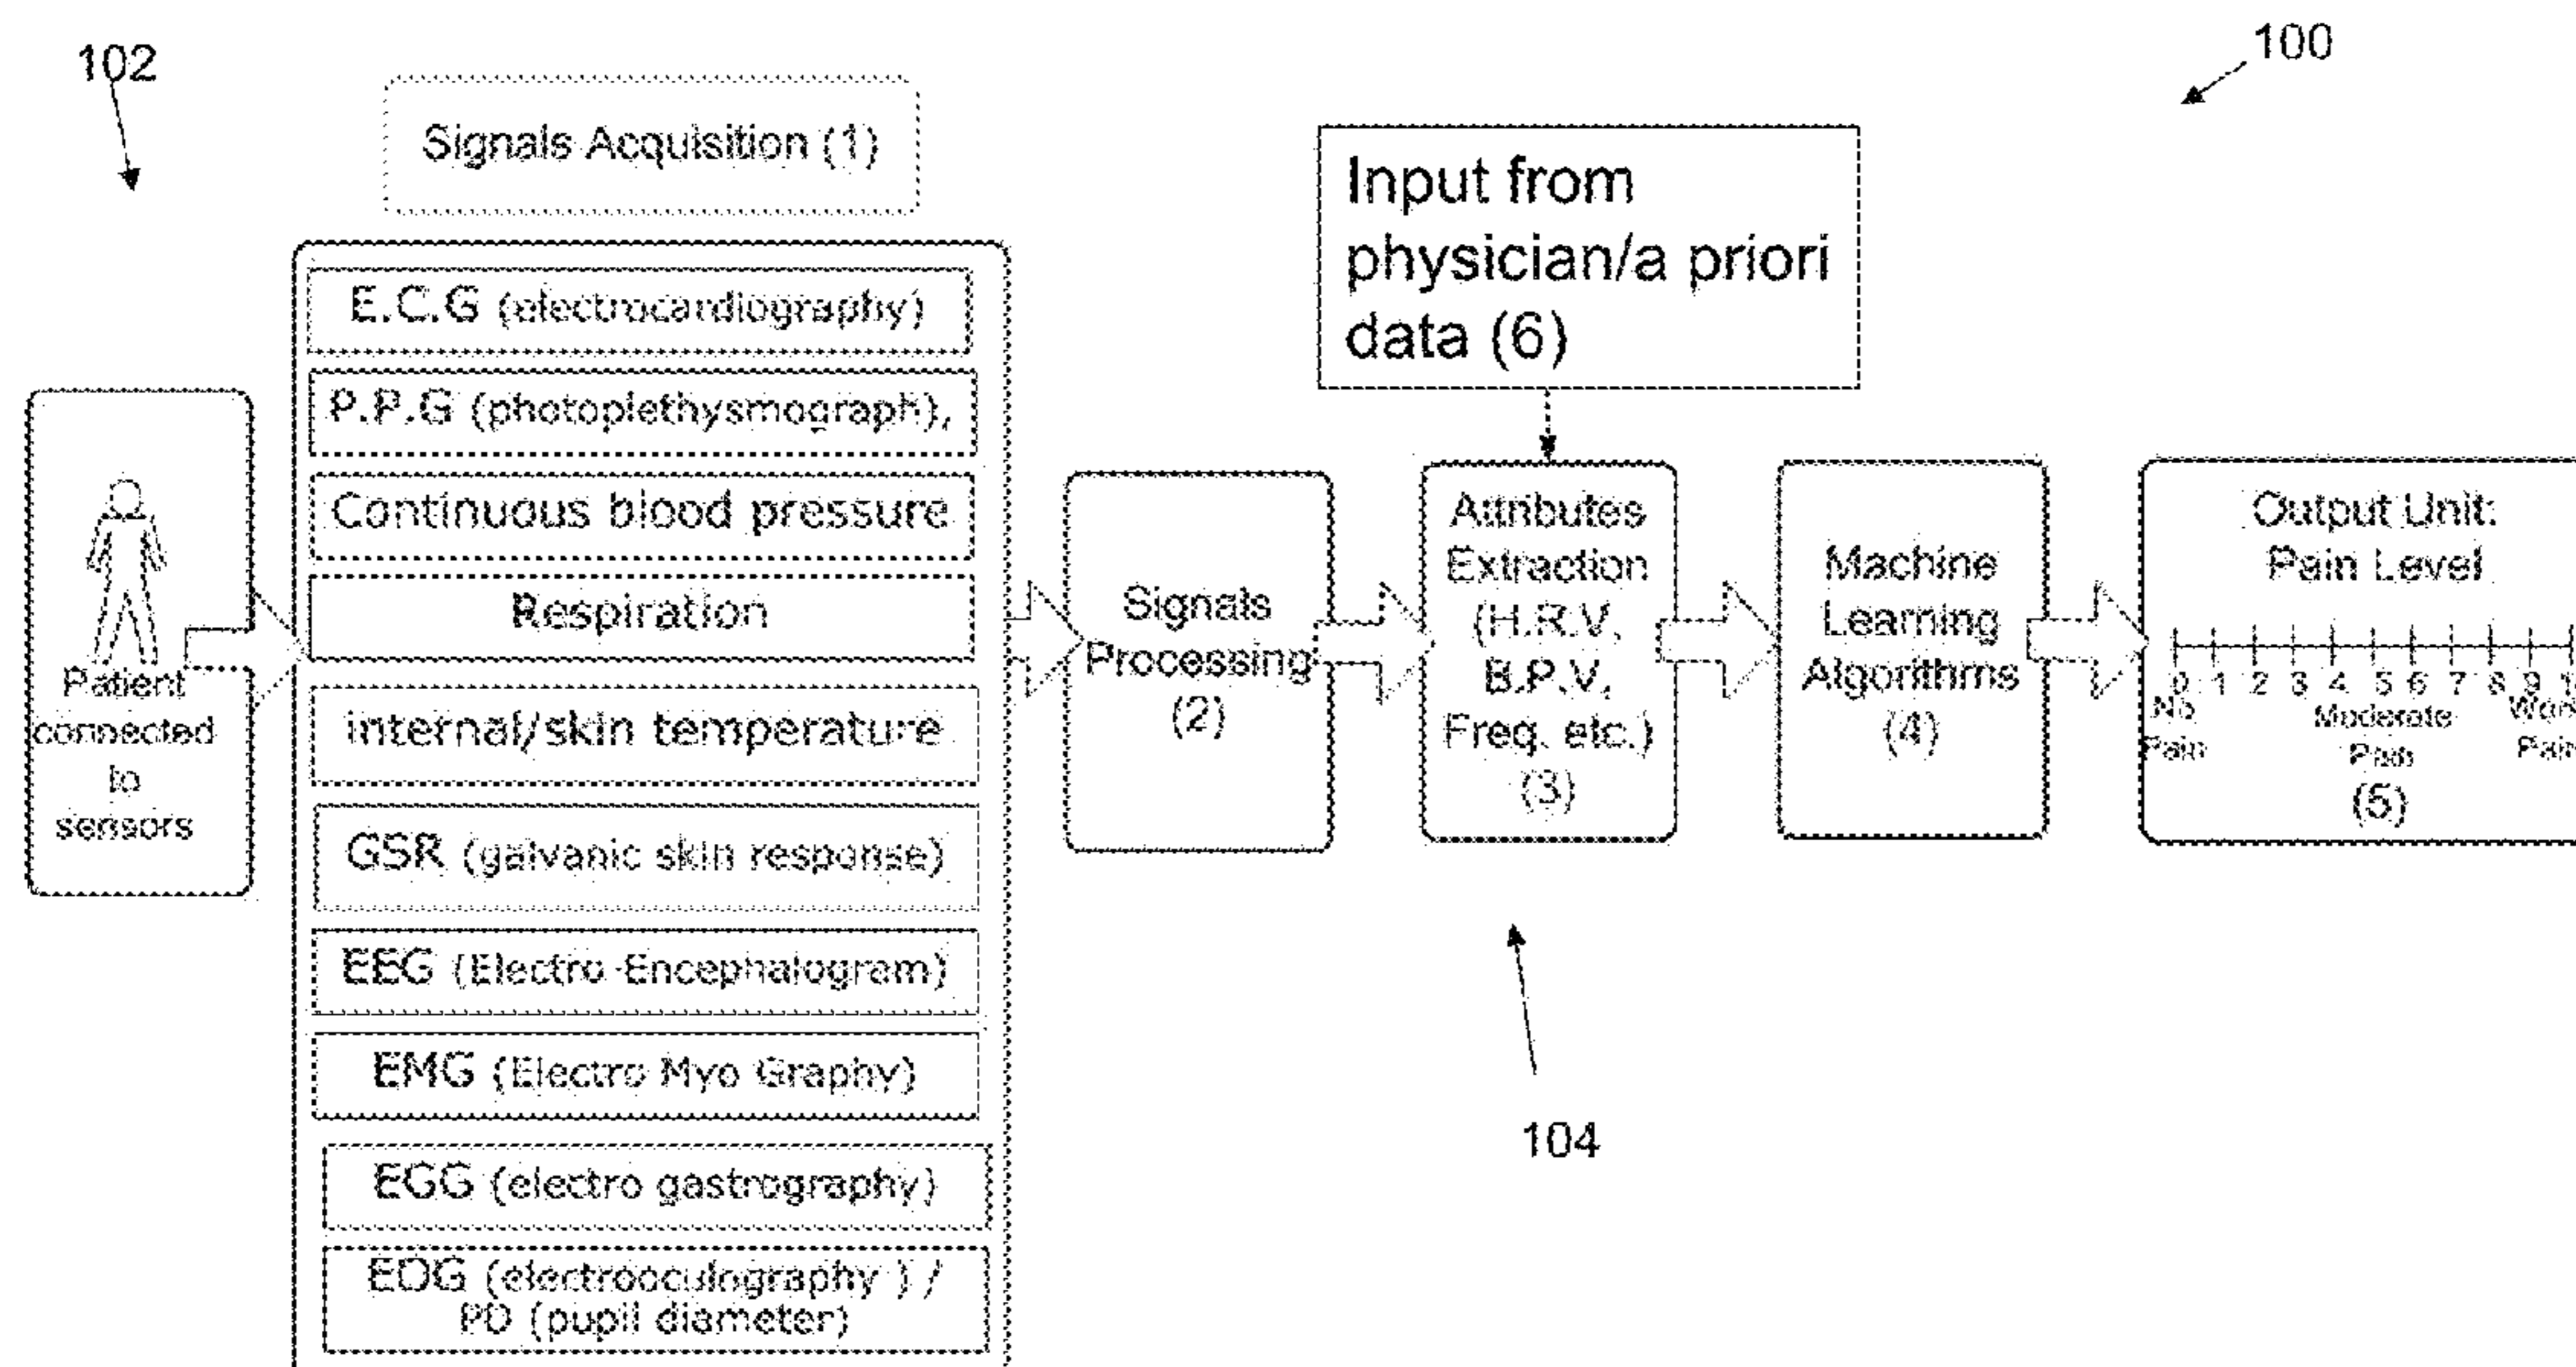 102
100
Signals Acquisition (1)
Input from
physician/a priori
data (6)
E.C.G (electrocardiography)
P.P.G (photoplethysmograph),
Continuous blood pressure
Respiration
internal/skin temperature
GSR (galvanic skin response)
EEG (Electro-Encephalogram)
EMG (Electro Myo Graphy)
EGG (electro gastrography)
EOG (electrooculography ) /
PD (pupil diameter)
Patient
connected
to
sensors
Signals
Processing
(2)
Attributes
Extraction
(H.R.V,
B.P.V,
Freq. etc.)
(3)
Machine
Learning
Algorithms
(4)
Output Unit:
Pain Level
0 1 2 3 4 5 6 7 8 9
No
Pain
Moderate
Pain
Pain
(5)
104